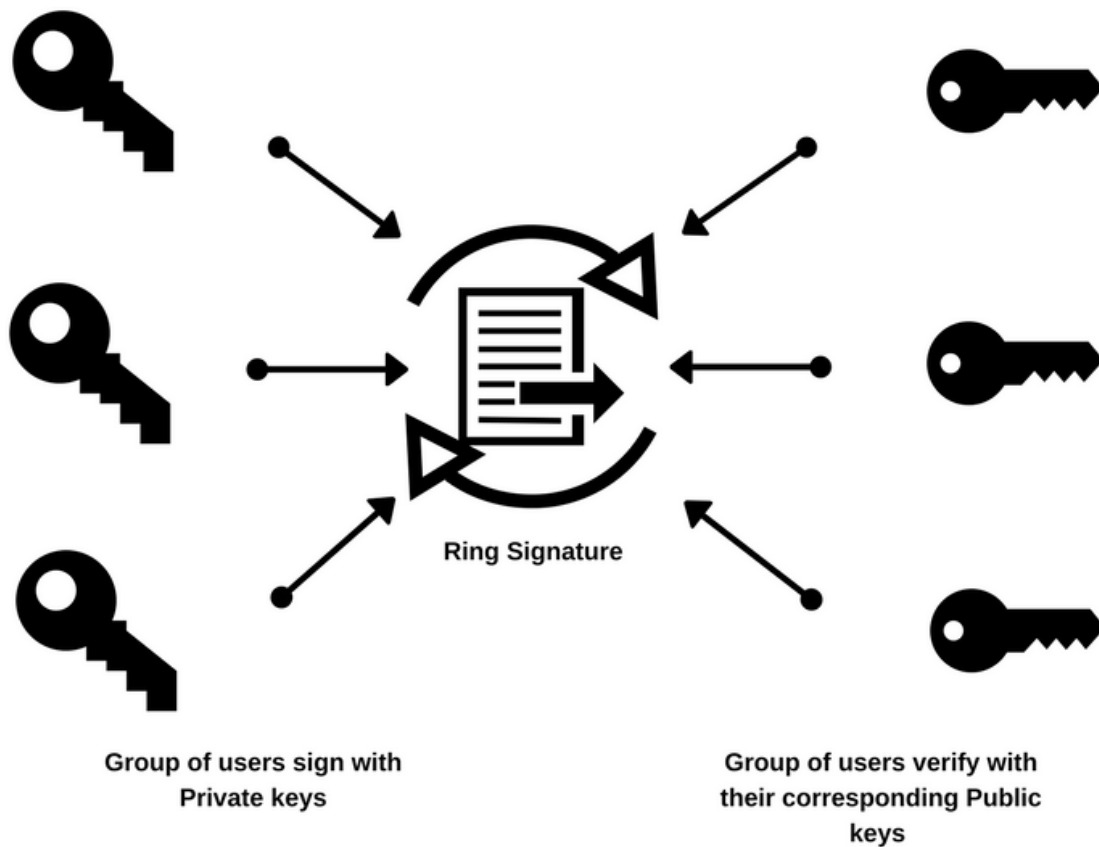 Ring Signature
Group of users sign with
Private keys
Group of users verify with
their corresponding Public
keys